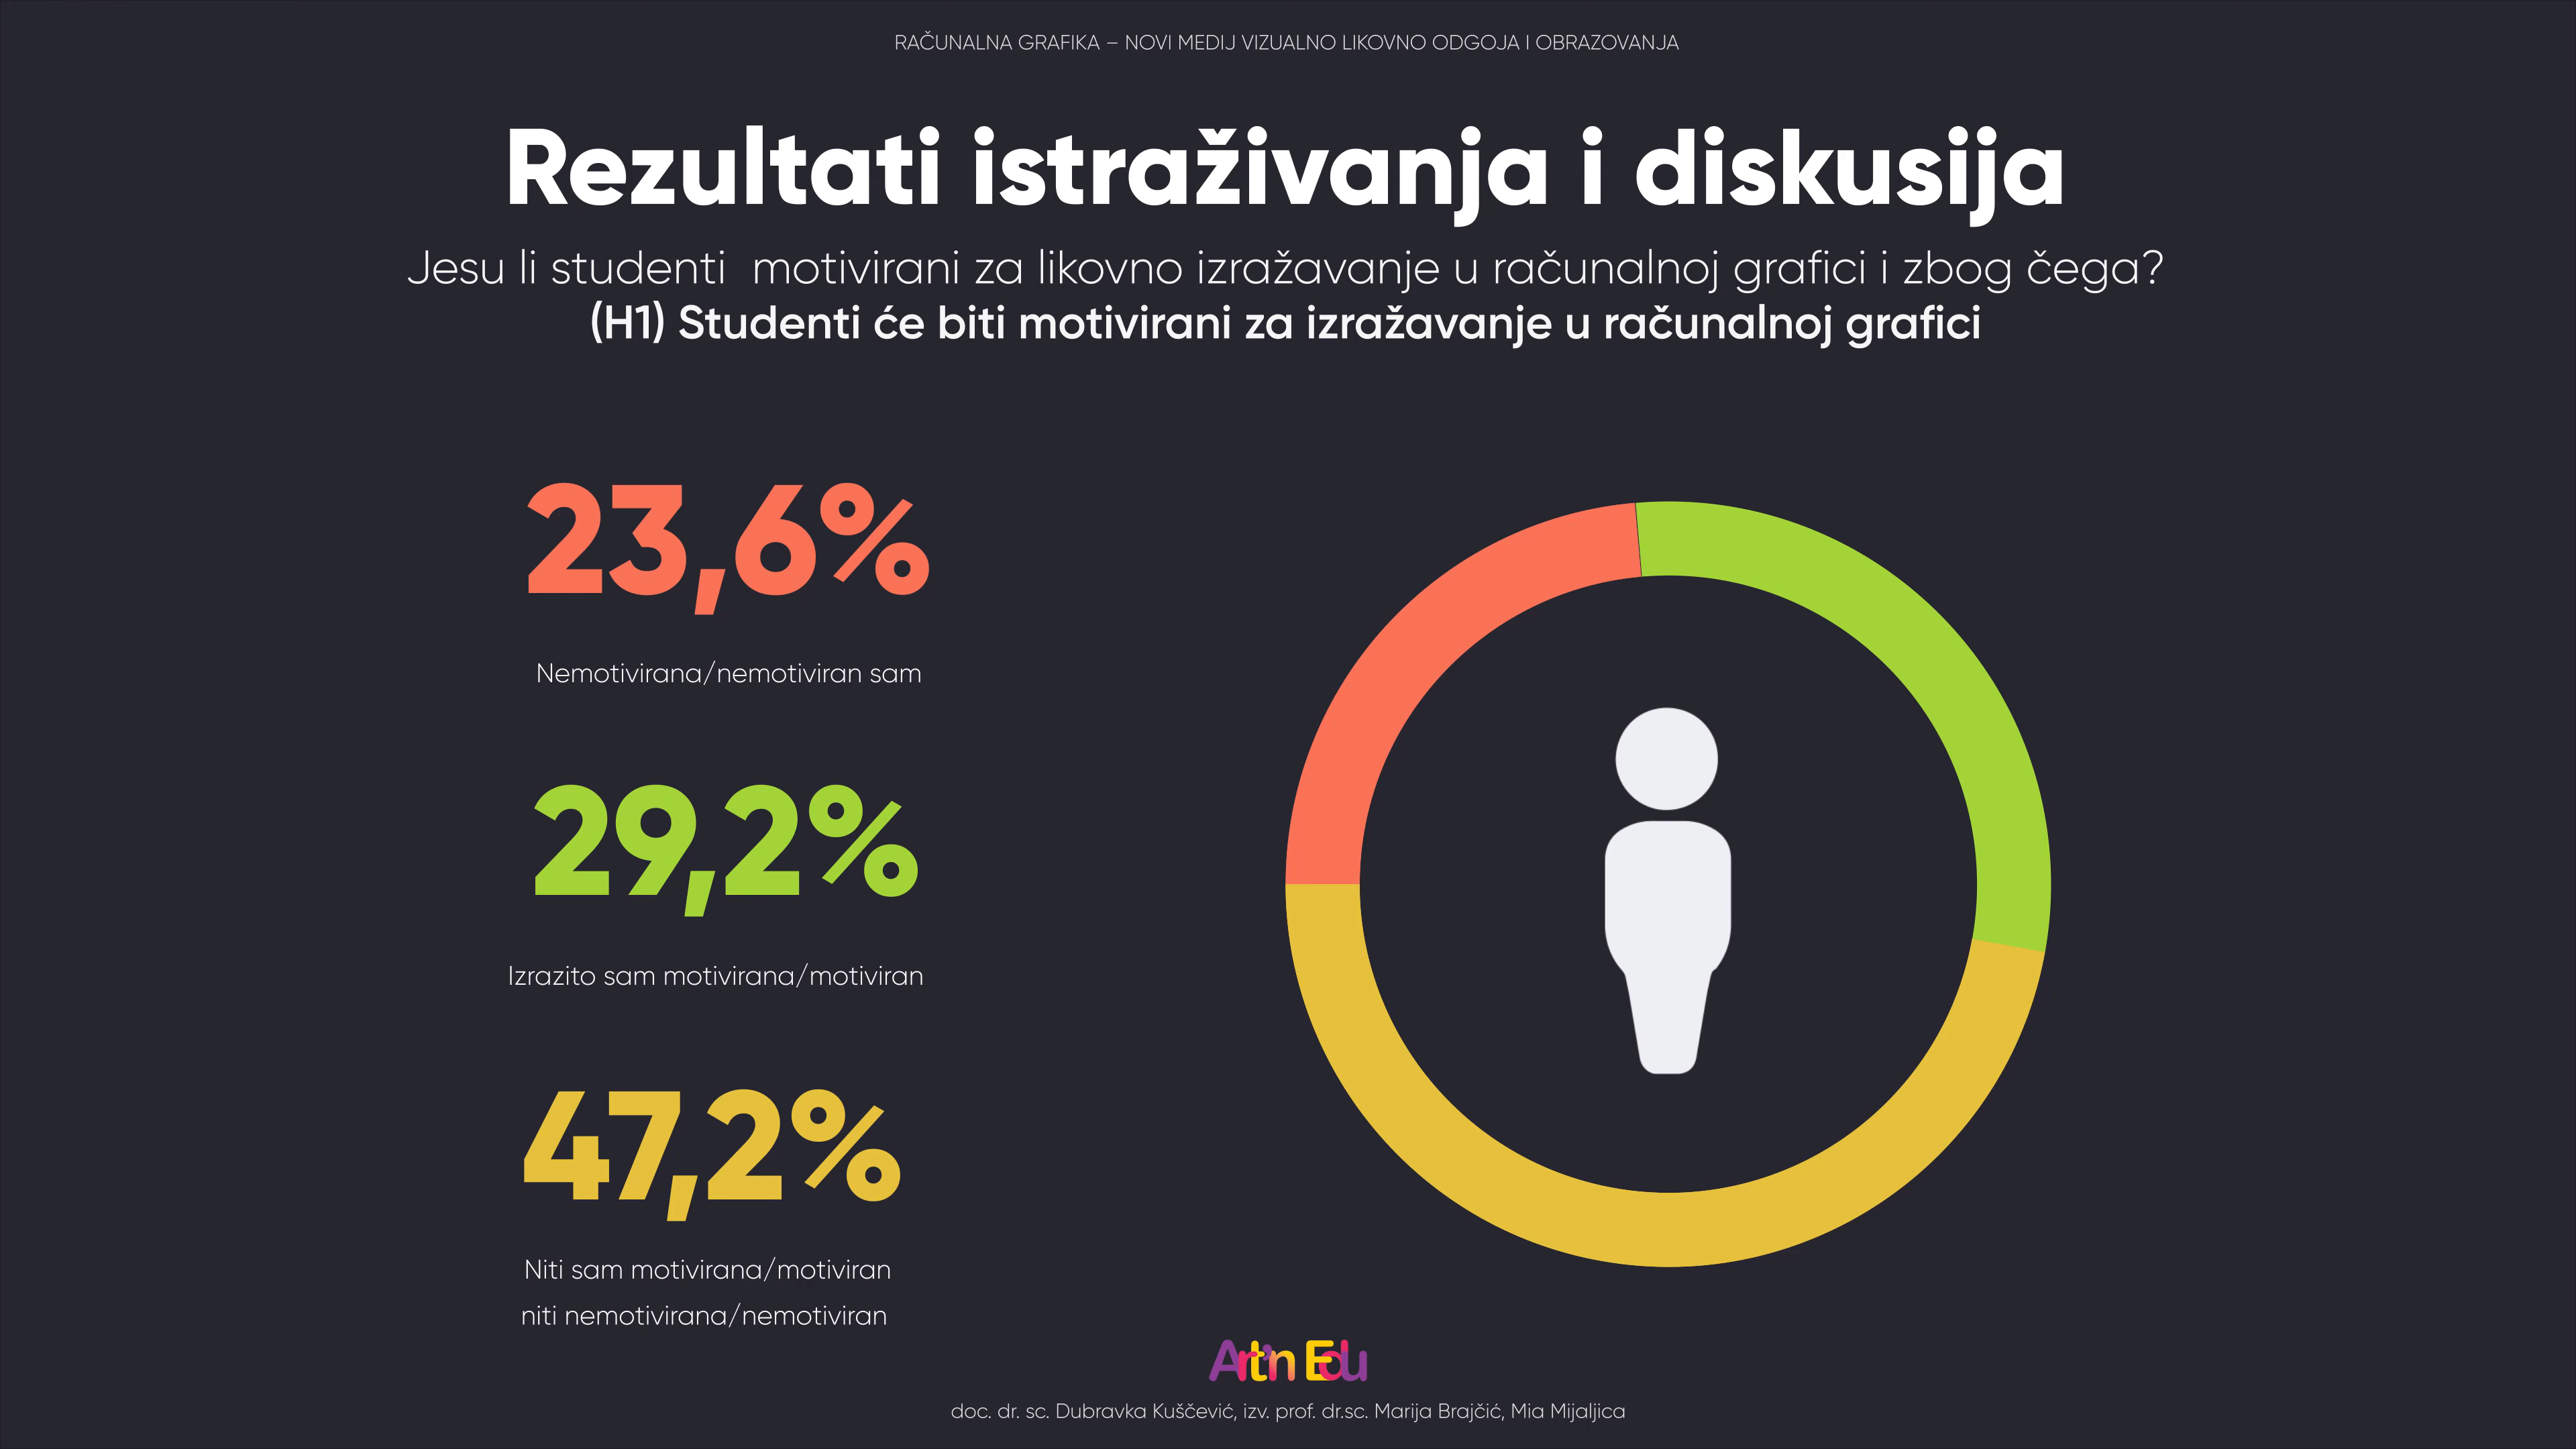 RAČUNALNA GRAFIKA – NOVI MEDIJ VIZUALNO LIKOVNO ODGOJA I OBRAZOVANJA
Rezultati istraživanja i diskusija
Jesu li studenti  motivirani za likovno izražavanje u računalnoj grafici i zbog čega?
(H1) Studenti će biti motivirani za izražavanje u računalnoj grafici
23,6%
Nemotivirana/nemotiviran sam
29,2%
Izrazito sam motivirana/motiviran
47,2%
Niti sam motivirana/motiviran
niti nemotivirana/nemotiviran
Art'n Edu
doc. dr. sc. Dubravka Kuščević, izv. prof. dr.sc. Marija Brajčić, Mia Mijaljica